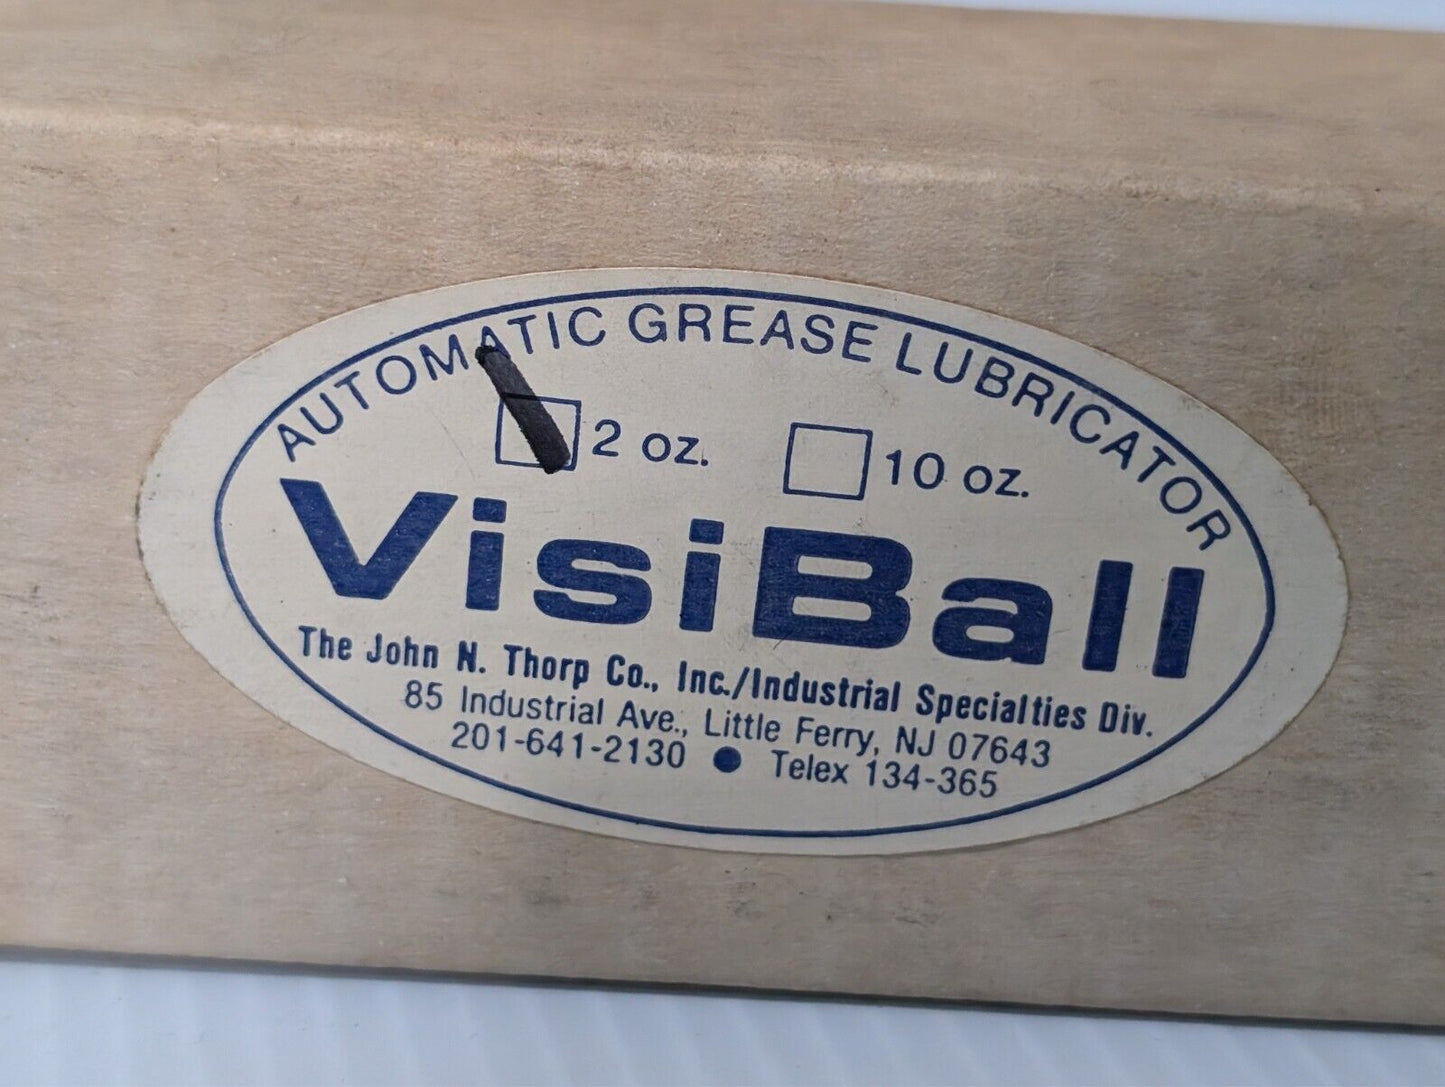 AUTOMATIC GREASE LUBRICATOR
2 oz. 10 oz.
VisiBall
The John N. Thorp Co., Inc./Industrial Specialties Div.
85 Industrial Ave., Little Ferry, NJ 07643
201-641-2130 ● Telex 134-365